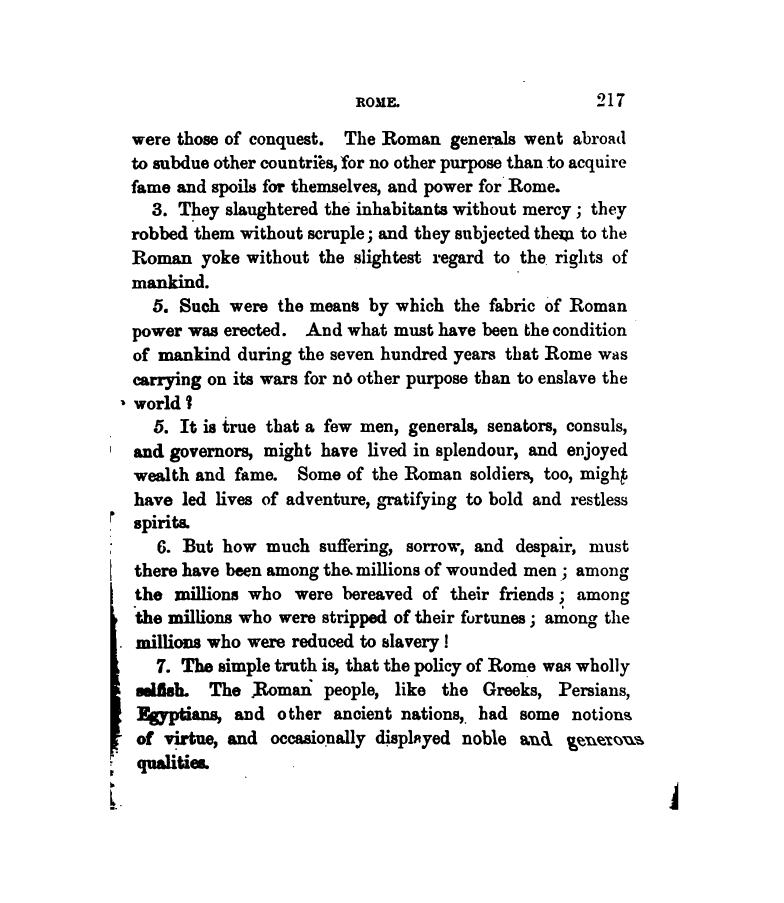 ROME. 217
were those of conquest. The Roman generals went abroad
to subdue other countries, for no other purpose than to acquire
fame and spoils for themselves, and power for Rome.
3. They slaughtered the inhabitants without mercy; they
robbed them without scruple; and they subjected them to the
Roman yoke without the slightest regard to the rights of
mankind.
5. Such were the means by which the fabric of Roman
power was erected. And what must have been the condition
of mankind during the seven hundred years that Rome was
carrying on its wars for no other purpose than to enslave the
world?
5. It is true that a few men, generals, senators, consuls,
and governors, might have lived in splendour, and enjoyed
wealth and fame. Some of the Roman soldiers, too, might
have led lives of adventure, gratifying to bold and restless
spirits.
6. But how much suffering, sorrow, and despair, must
there have been among the millions of wounded men; among
the millions who were bereaved of their friends; among
the millions who were stripped of their fortunes; among the
millions who were reduced to slavery!
7. The simple truth is, that the policy of Rome was wholly
selfish. The Roman people, like the Greeks, Persians,
Egyptians, and other ancient nations, had some notions
of virtue, and occasionally displayed noble and generous
qualities.